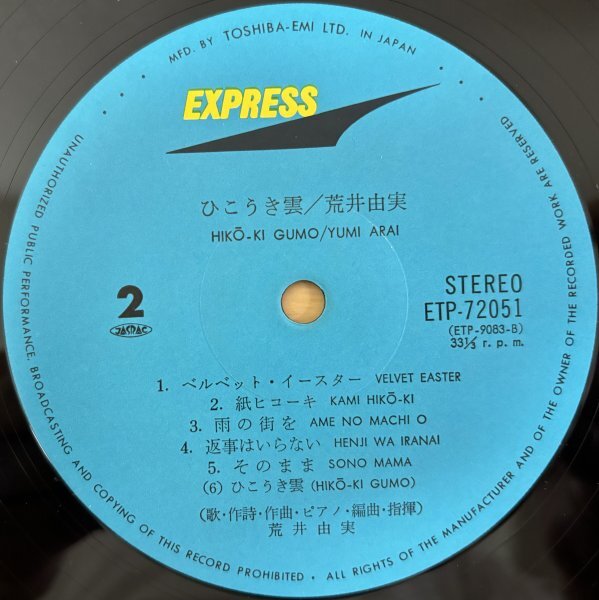 MFD. BY TOSHIBA-EMI LTD. IN JAPAN
EXPRESS
ひこうき雲／荒井由実
HIKŌ-KI GUMO/YUMI ARAI
2
JASRAC
STEREO
ETP-72051
(ETP-9083-B)
33⅓ r. p. m.
1. ベルベット・イースター VELVET EASTER
2. 紙ヒコーキ KAMI HIKŌ-KI
3. 雨の街を AME NO MACHI O
4. 返事はいらない HENJI WA IRANAI
5. そのまま SONO MAMA
(6) ひこうき雲 (HIKŌ-KI GUMO)
(歌・作詩・作曲・ピアノ・編曲・指揮)
荒井由実
UNAUTHORIZED PUBLIC PERFORMANCE, BROADCASTING AND COPYING OF THIS RECORD PROHIBITED • ALL RIGHTS OF THE MANUFACTURER AND OF THE OWNER OF THE RECORDED WORK ARE RESERVED